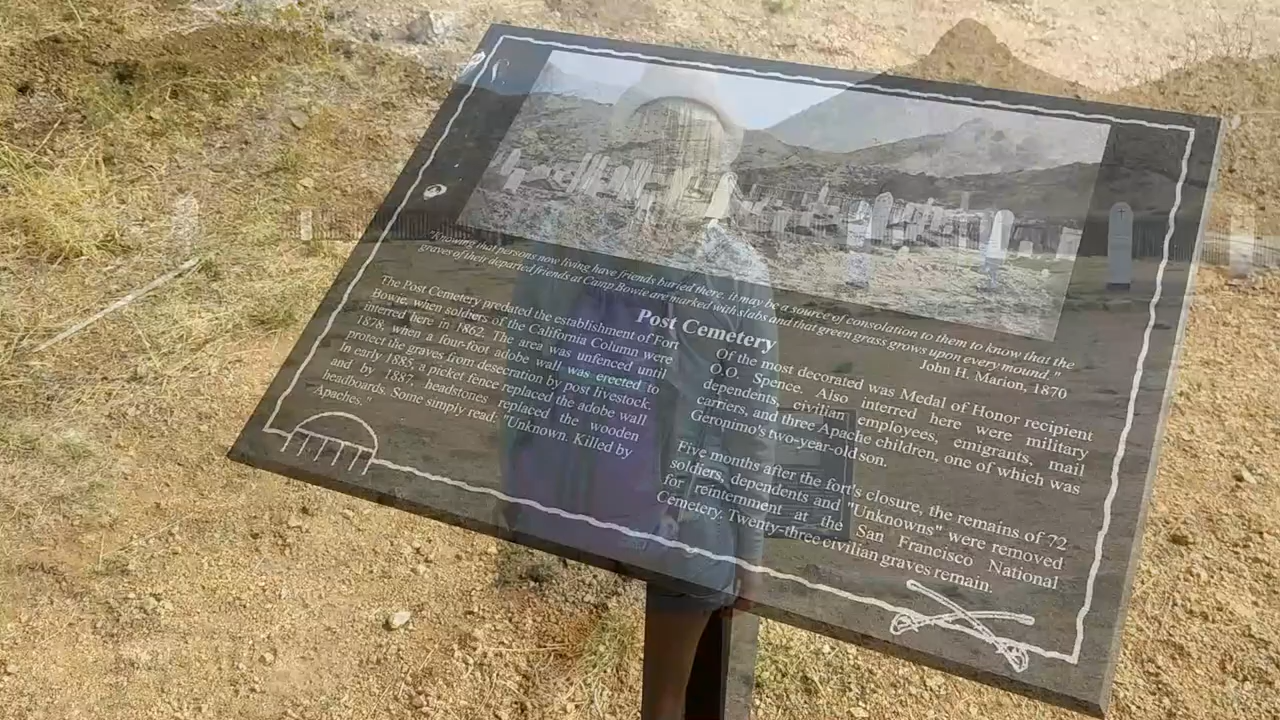 "Knowing that persons now living have friends buried there, it may be a source of consolation to them to know that the
graves of their departed friends at Camp Bowie are marked with slabs and that green grass grows upon every mound."
John H. Marion, 1870
Post Cemetery
The Post Cemetery predated the establishment of Fort
Bowie, when soldiers of the California Column were
interred here in 1862. The area was unfenced until
1878, when a four-foot adobe wall was erected to
protect the graves from desecration by post livestock.
In early 1885, a picket fence replaced the adobe wall
and by 1887, headstones replaced the wooden
headboards. Some simply read: "Unknown. Killed by
Apaches."
Of the most decorated was Medal of Honor recipient
O.O. Spence. Also interred here were military
dependents, civilian employees, emigrants, mail
carriers, and three Apache children, one of which was
Geronimo's two-year-old son.
Five months after the fort's closure, the remains of 72
soldiers, dependents and "Unknowns" were removed
for reinternment at the San Francisco National
Cemetery. Twenty-three civilian graves remain.